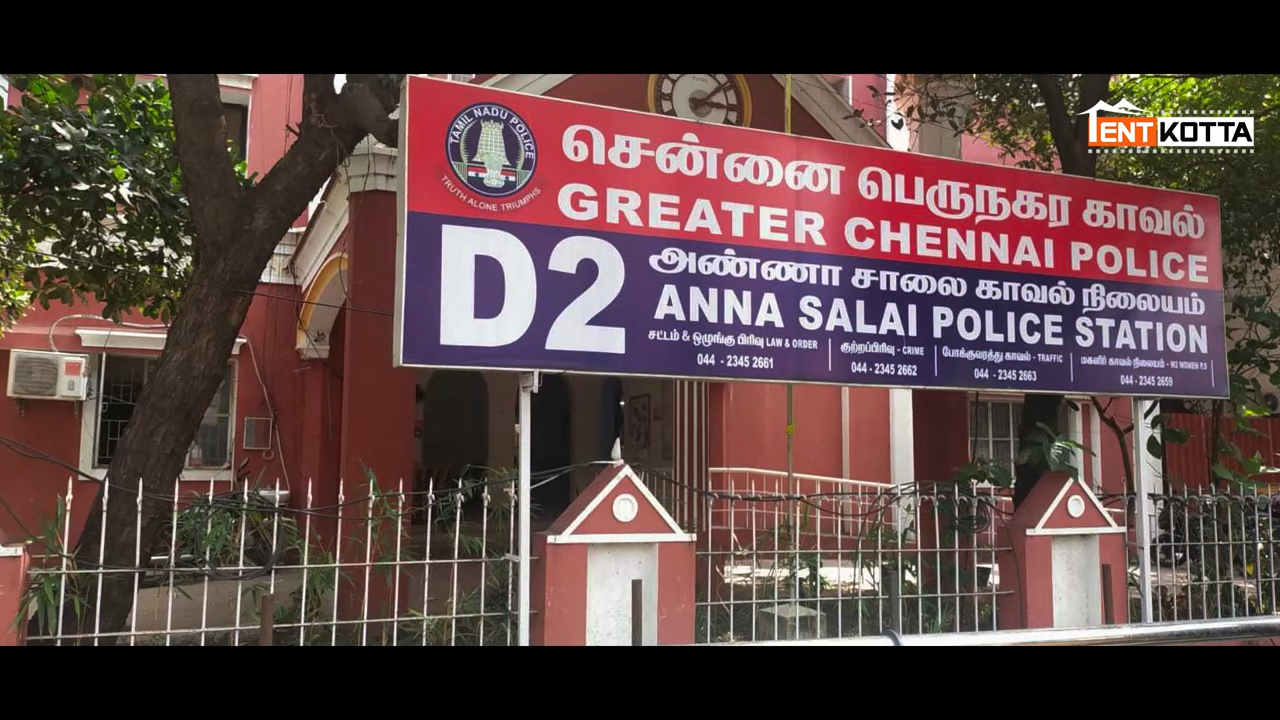 TENTKOTTA
TAMIL NADU POLICE
TRUTH ALONE TRIUMPHS
சென்னை பெருநகர காவல்
GREATER CHENNAI POLICE
D2
அண்ணா சாலை காவல் நிலையம்
ANNA SALAI POLICE STATION
சட்டம் & ஒழுங்கு பிரிவு LAW & ORDER
044 - 2345 2661
குற்றப்பிரிவு - CRIME
044 - 2345 2662
போக்குவரத்து காவல் - TRAFFIC
044 - 2345 2663
மகளிர் காவல் நிலையம் - W2 WOMEN P.S
044 - 2345 2659